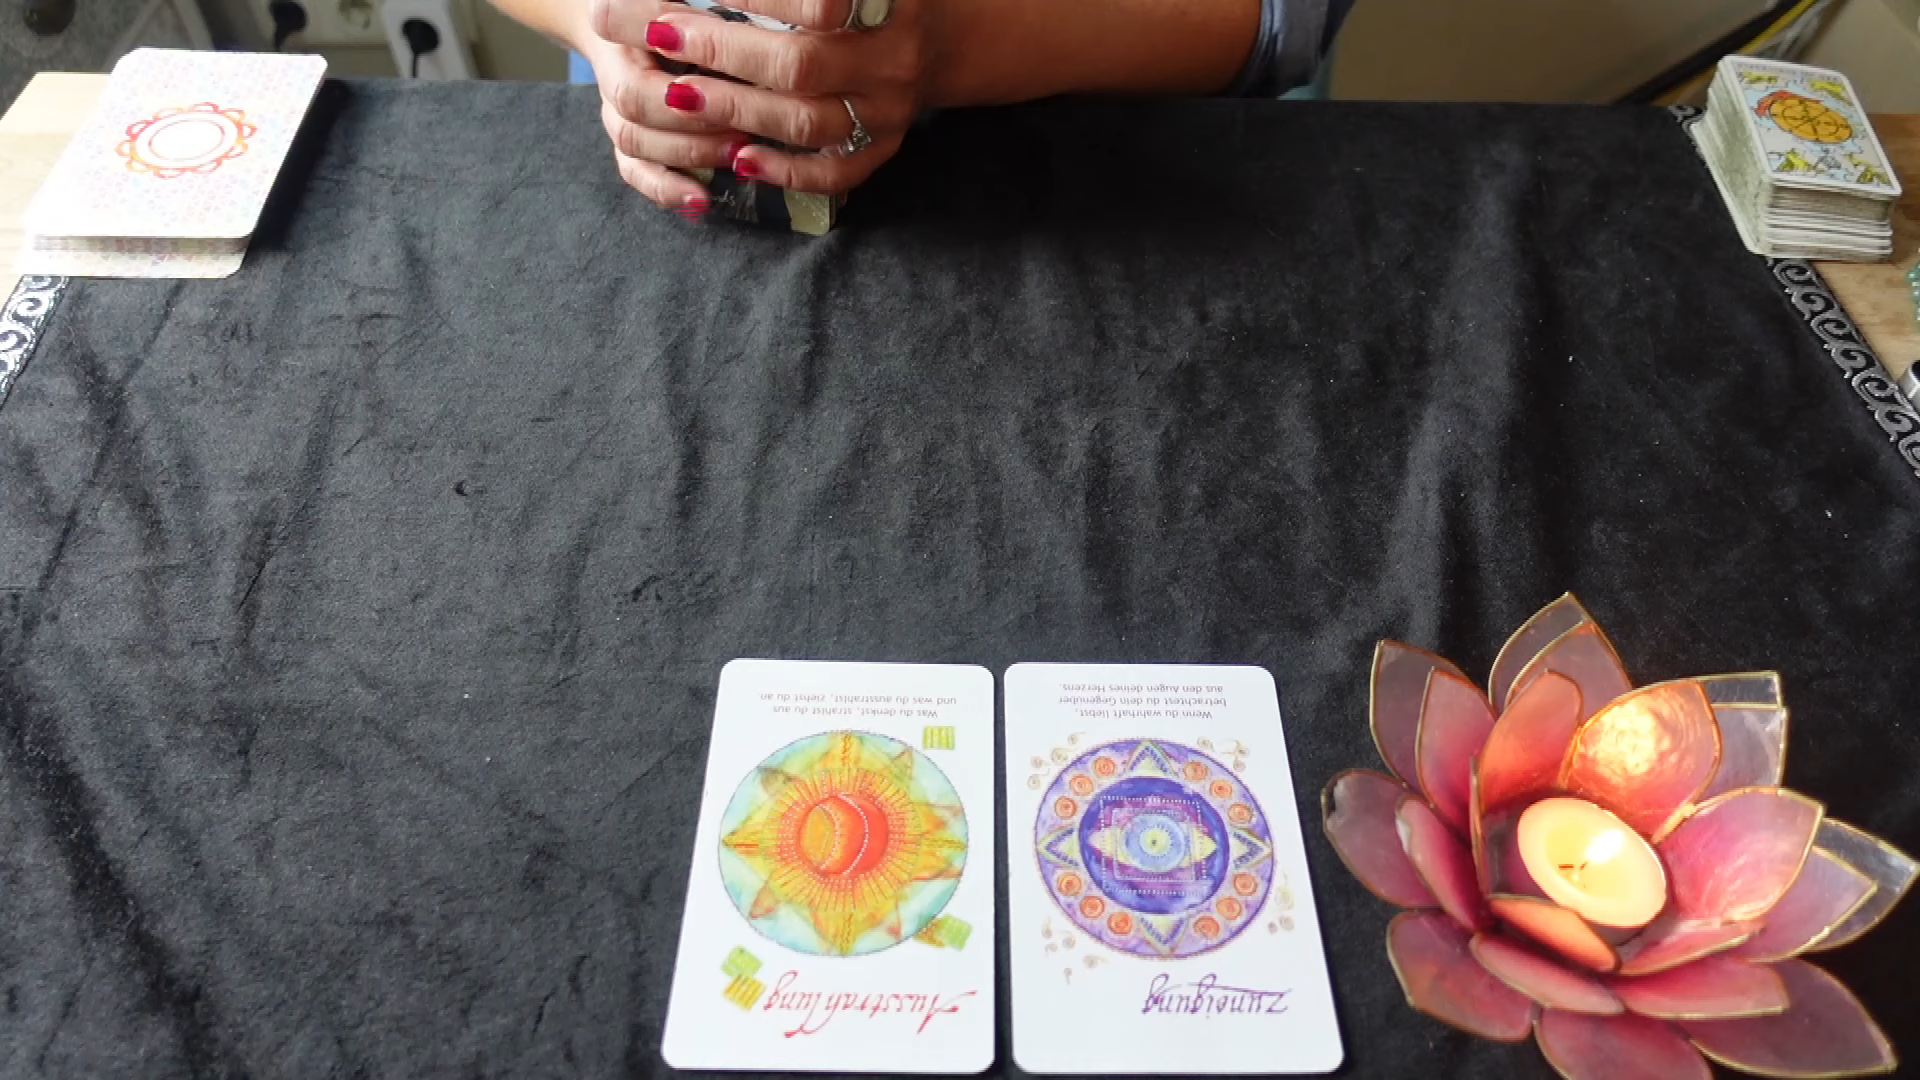 Ausstrahlung
Was du denkst, strahlst du aus
und was du ausstrahlst, ziehst du an.
Zuneigung
Wenn du wahrhaft liebst,
betrachtest du dein Gegenüber
aus den Augen deines Herzens.